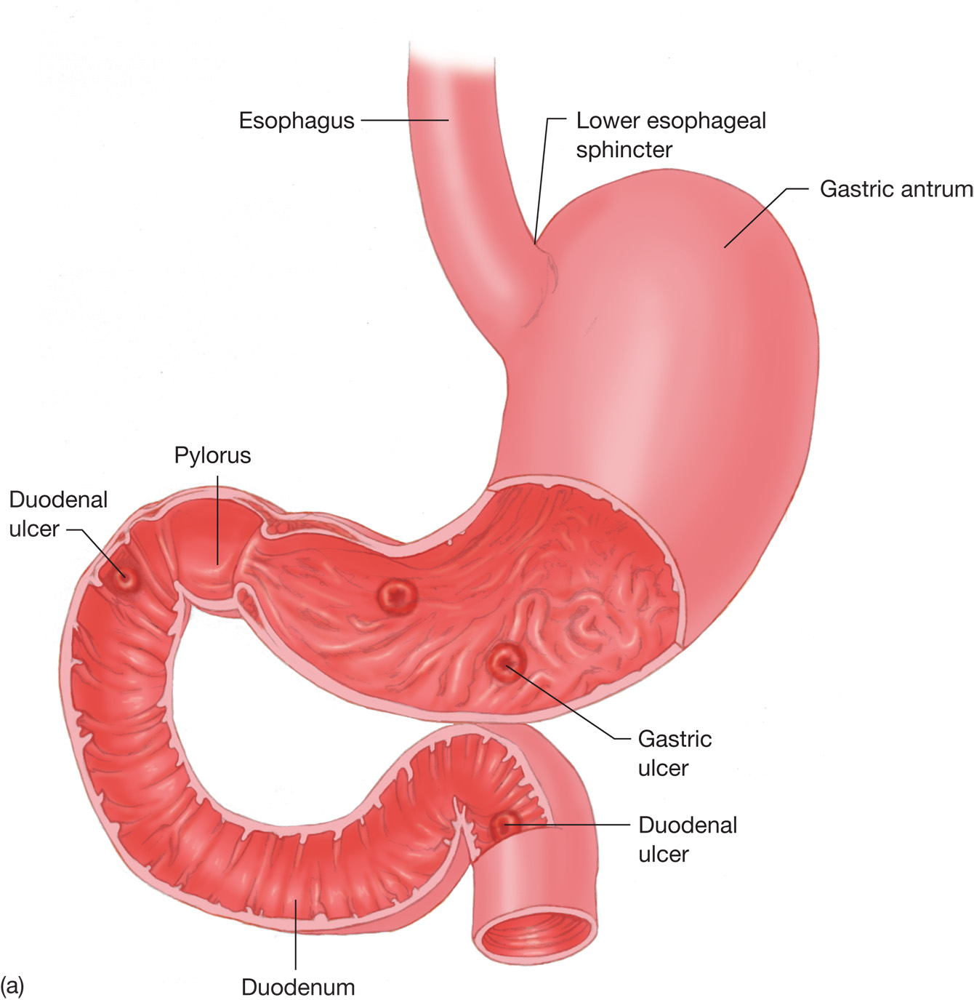 Esophagus
Lower esophageal
sphincter
Gastric antrum
Pylorus
Duodenal
ulcer
Gastric
ulcer
Duodenal
ulcer
Duodenum
(a)